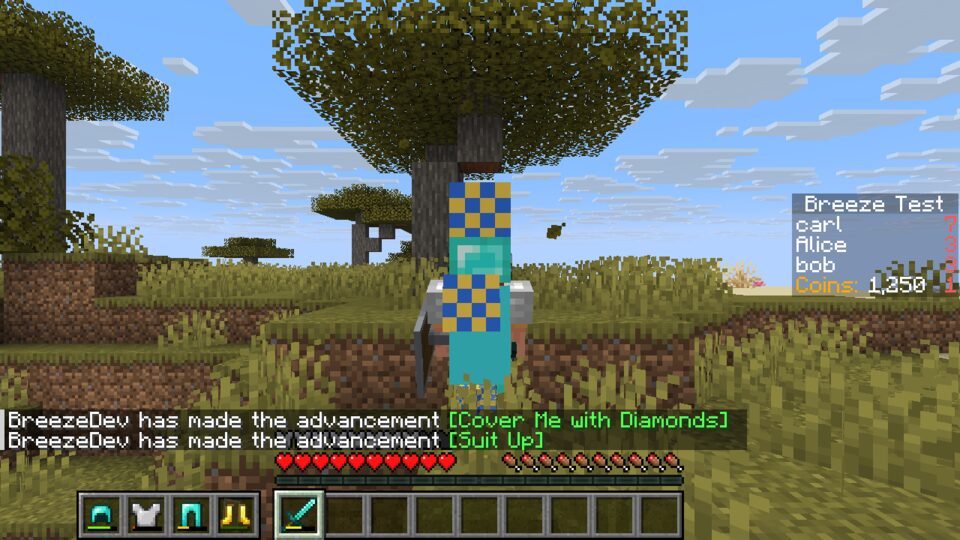 Breeze Test
carl 7
Alice 3
bob
Coins: 1,250 1
BreezeDev has made the advancement [Cover Me with Diamonds]
BreezeDev has made the advancement [Suit Up]